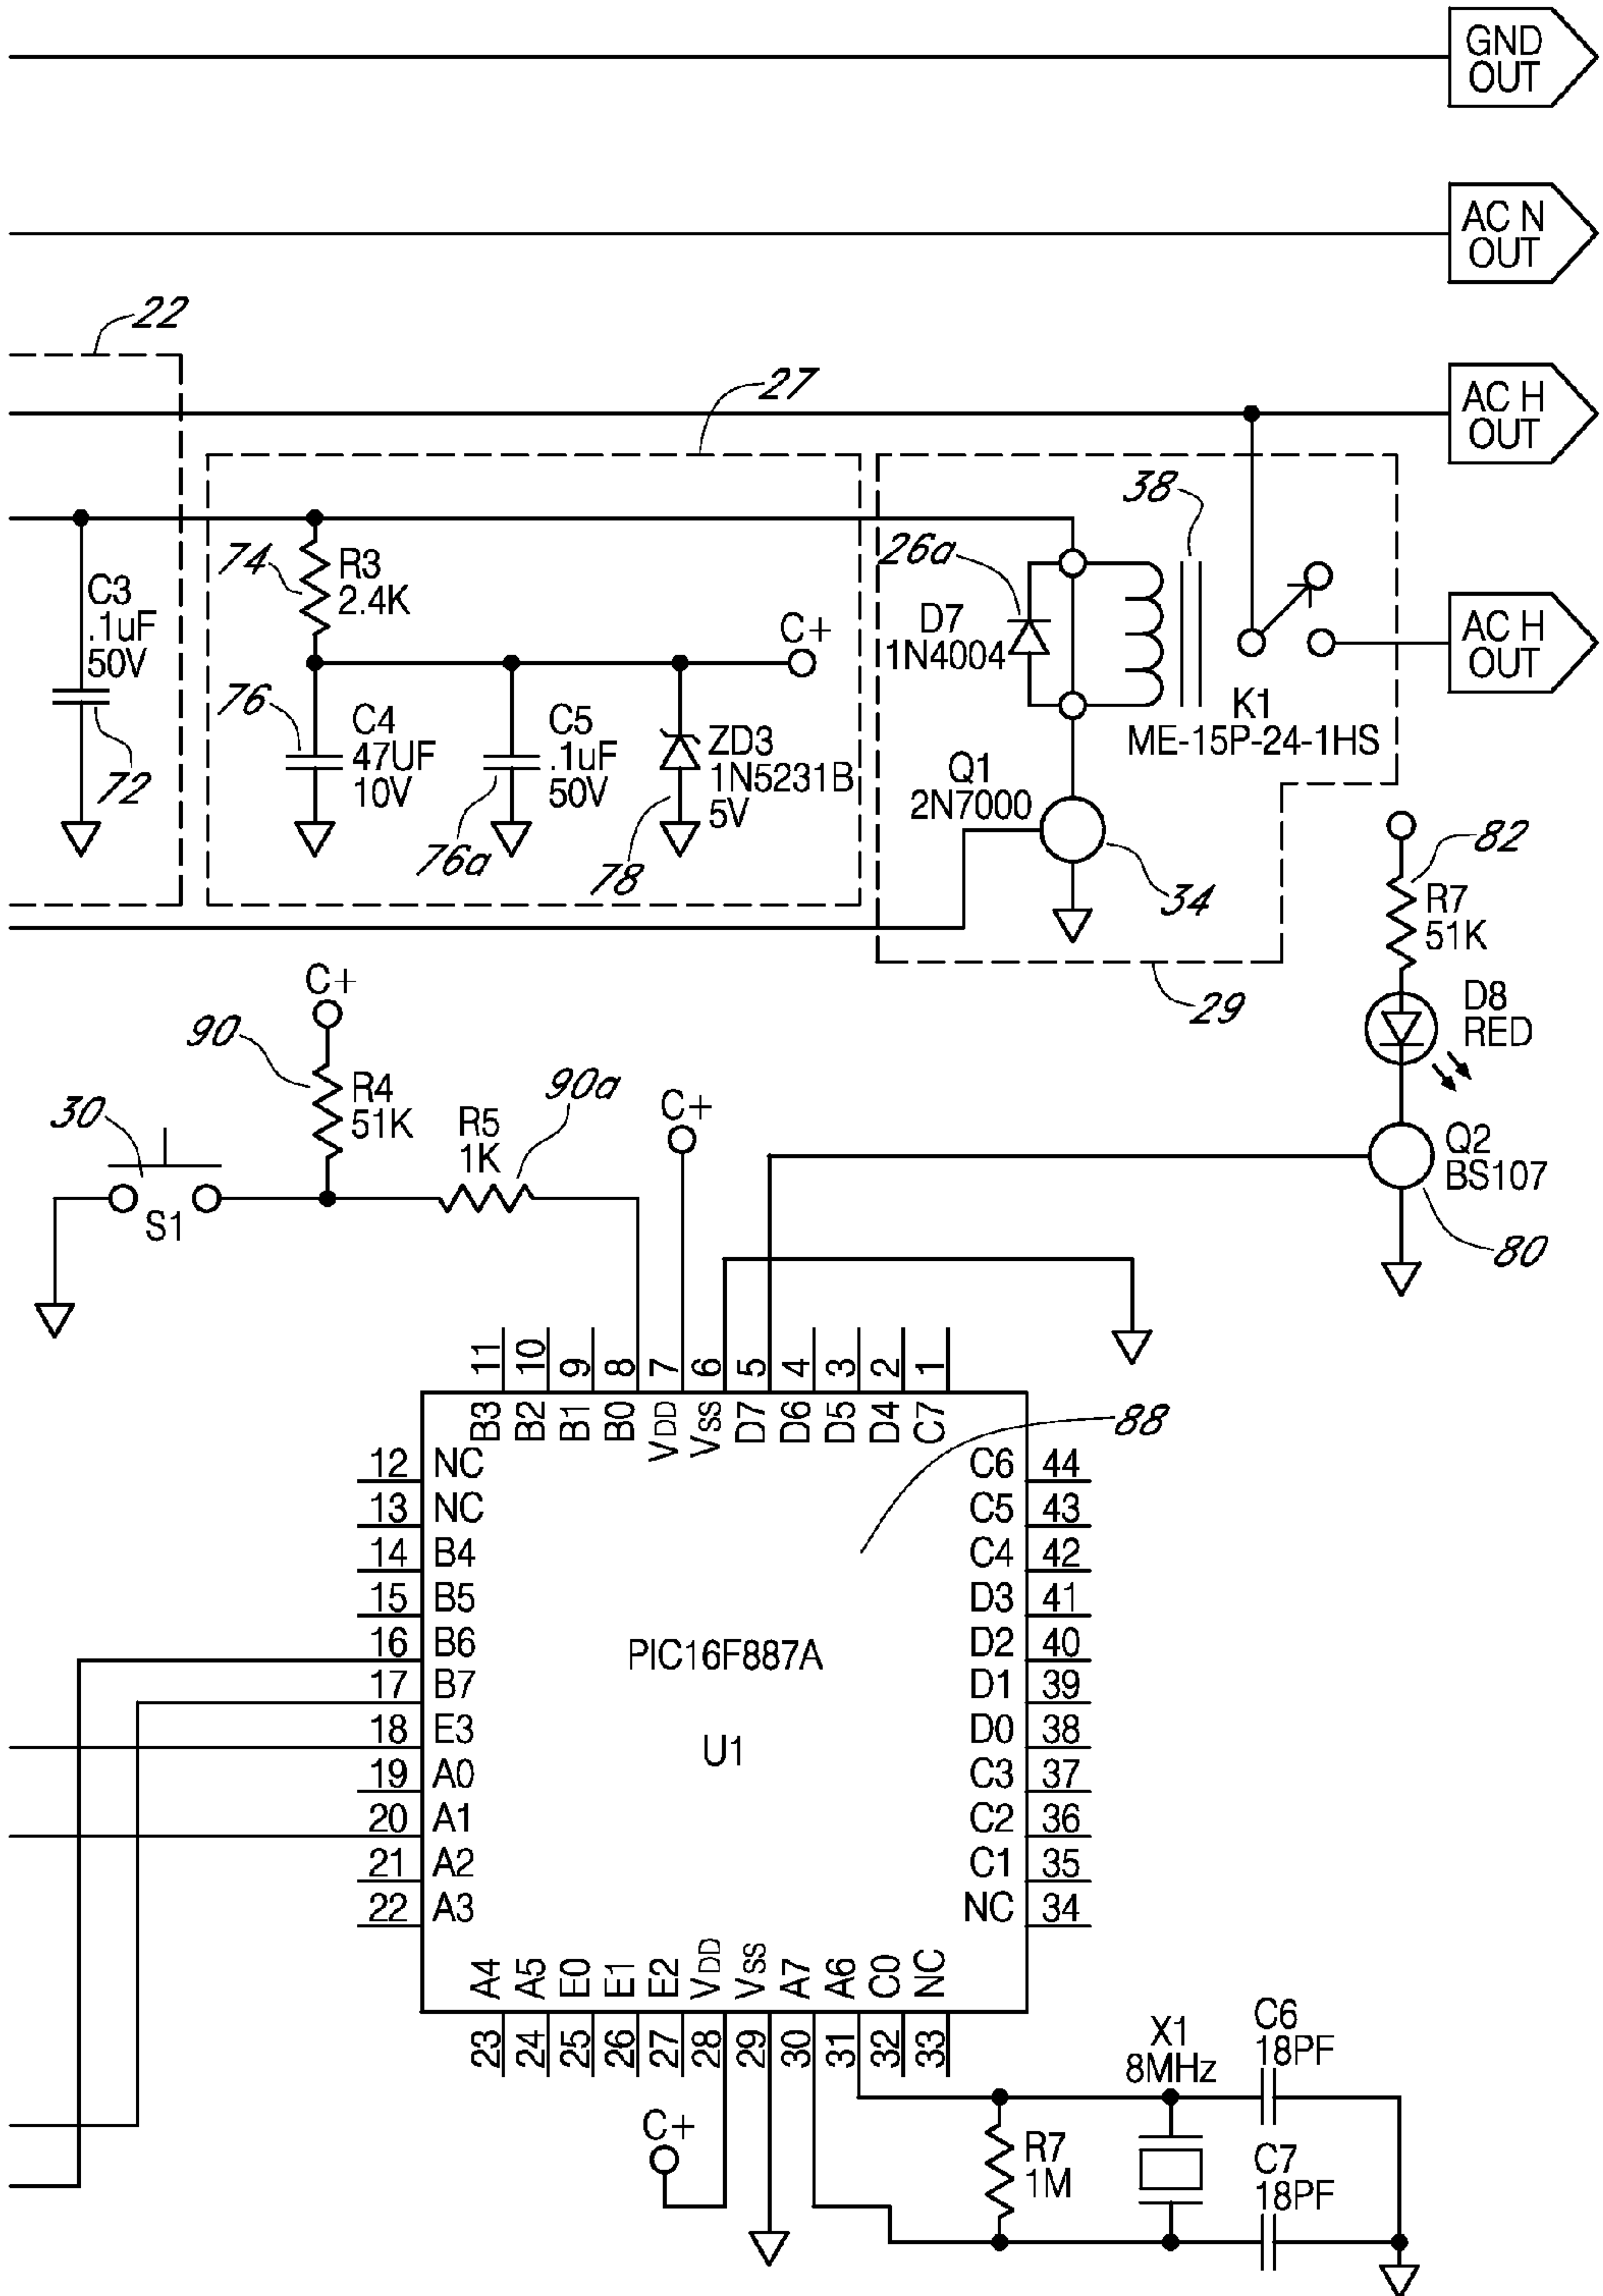 GND
OUT
AC N
OUT
22
27
AC H
OUT
38
74
R3
2.4K
26a
D7
1N4004
C3
.1uF
50V
C+
AC H
OUT
76
C4
47UF
10V
C5
.1uF
50V
ZD3
1N5231B
5V
K1
ME-15P-24-1HS
72
76a
78
Q1
2N7000
34
82
R7
51K
29
C+
90
R4
51K
D8
RED
30
R5
1K
90a
C+
Q2
BS107
S1
80
11 10 9 8 7 6 5 4 3 2 1
B3 B2 B1 B0 VDD VSS D7 D6 D5 D4 C7
88
12 NC C6 44
13 NC C5 43
14 B4 C4 42
15 B5 D3 41
16 B6 D2 40
PIC16F887A
17 B7 D1 39
18 E3 D0 38
U1
19 A0 C3 37
20 A1 C2 36
21 A2 C1 35
22 A3 NC 34
A4 A5 E0 E1 E2 VDD VSS A7 A6 C0 NC
23 24 25 26 27 28 29 30 31 32 33
C+
X1
8MHz
C6
18PF
R7
1M
C7
18PF